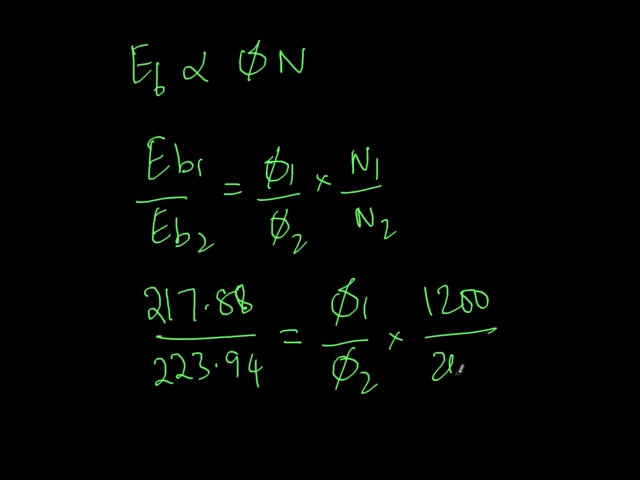 Eb ∝ ϕN
Eb1/Eb2 = ϕ1/ϕ2 × N1/N2
217.88/223.94 = ϕ1/ϕ2 × 1200/